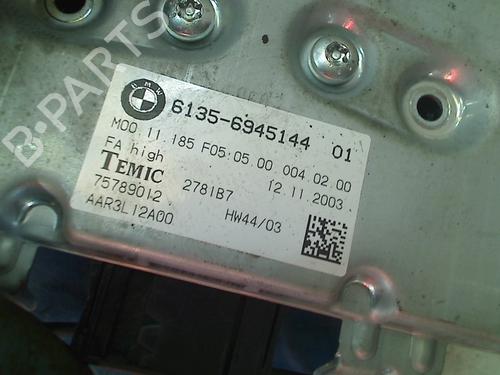 B-PARTS
BMW
6135-6945144 01
M00 11 185 F05.05.00 004.02.00
FA high
TEMIC
12.11.2003
75789012 2781B7
AAR3L12A00 HW44/03